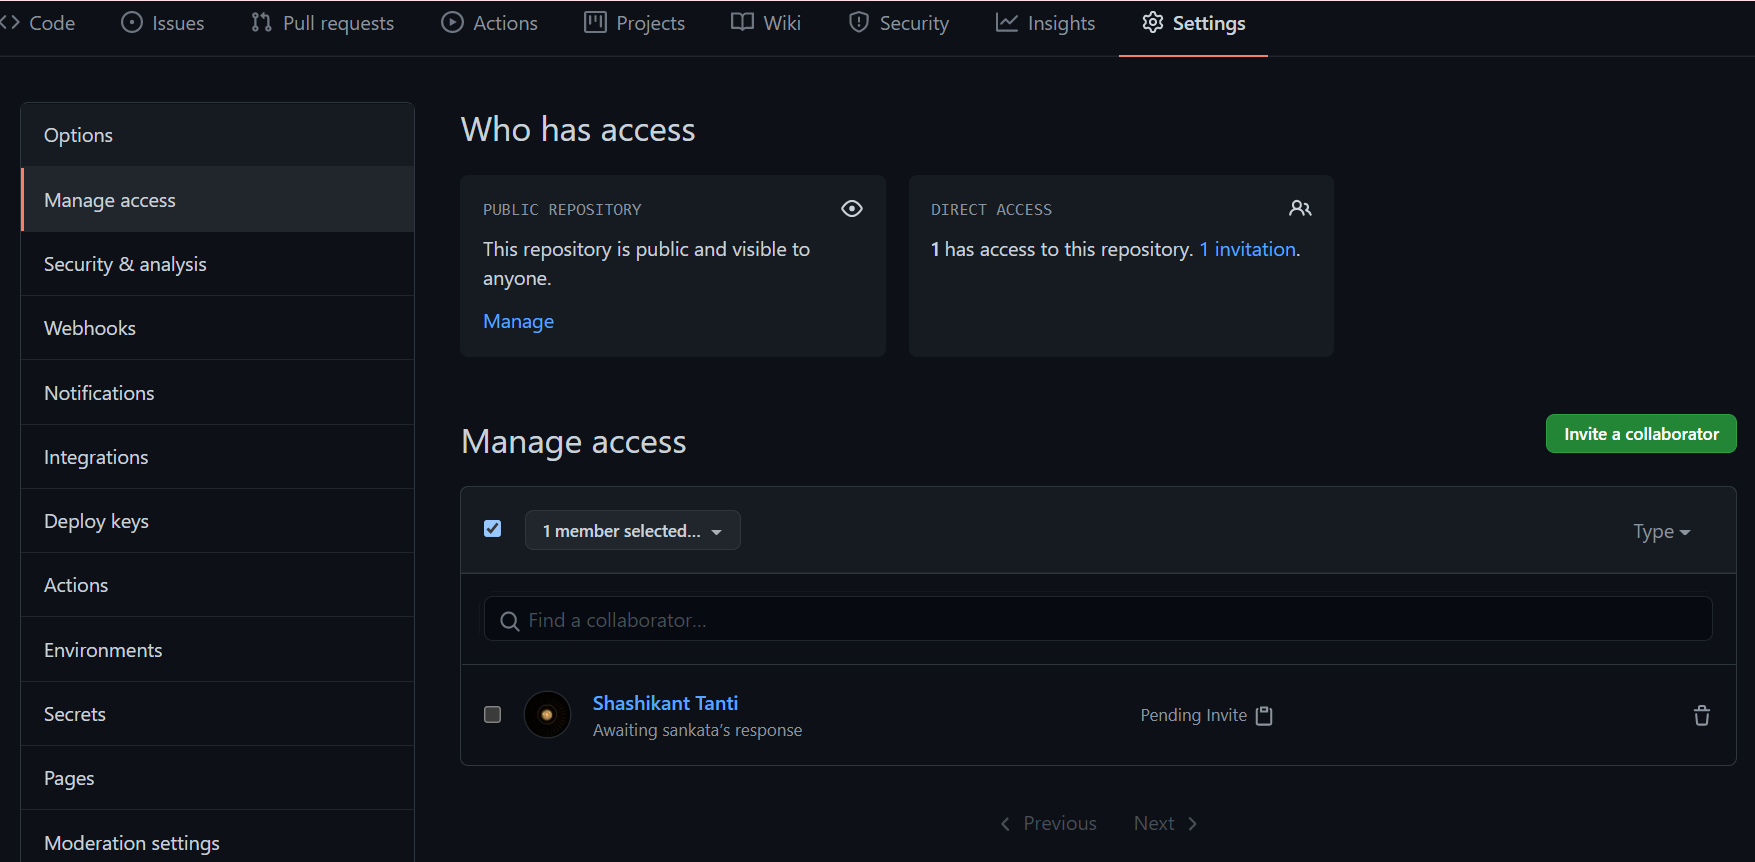 Code Issues Pull requests Actions Projects Wiki Security Insights Settings
Options
Manage access
Security & analysis
Webhooks
Notifications
Integrations
Deploy keys
Actions
Environments
Secrets
Pages
Moderation settings
Who has access
PUBLIC REPOSITORY
This repository is public and visible to
anyone.
Manage
DIRECT ACCESS
1 has access to this repository. 1 invitation.
Manage access
Invite a collaborator
1 member selected...
Type
Find a collaborator...
Shashikant Tanti
Awaiting sankata's response
Pending Invite
Previous Next